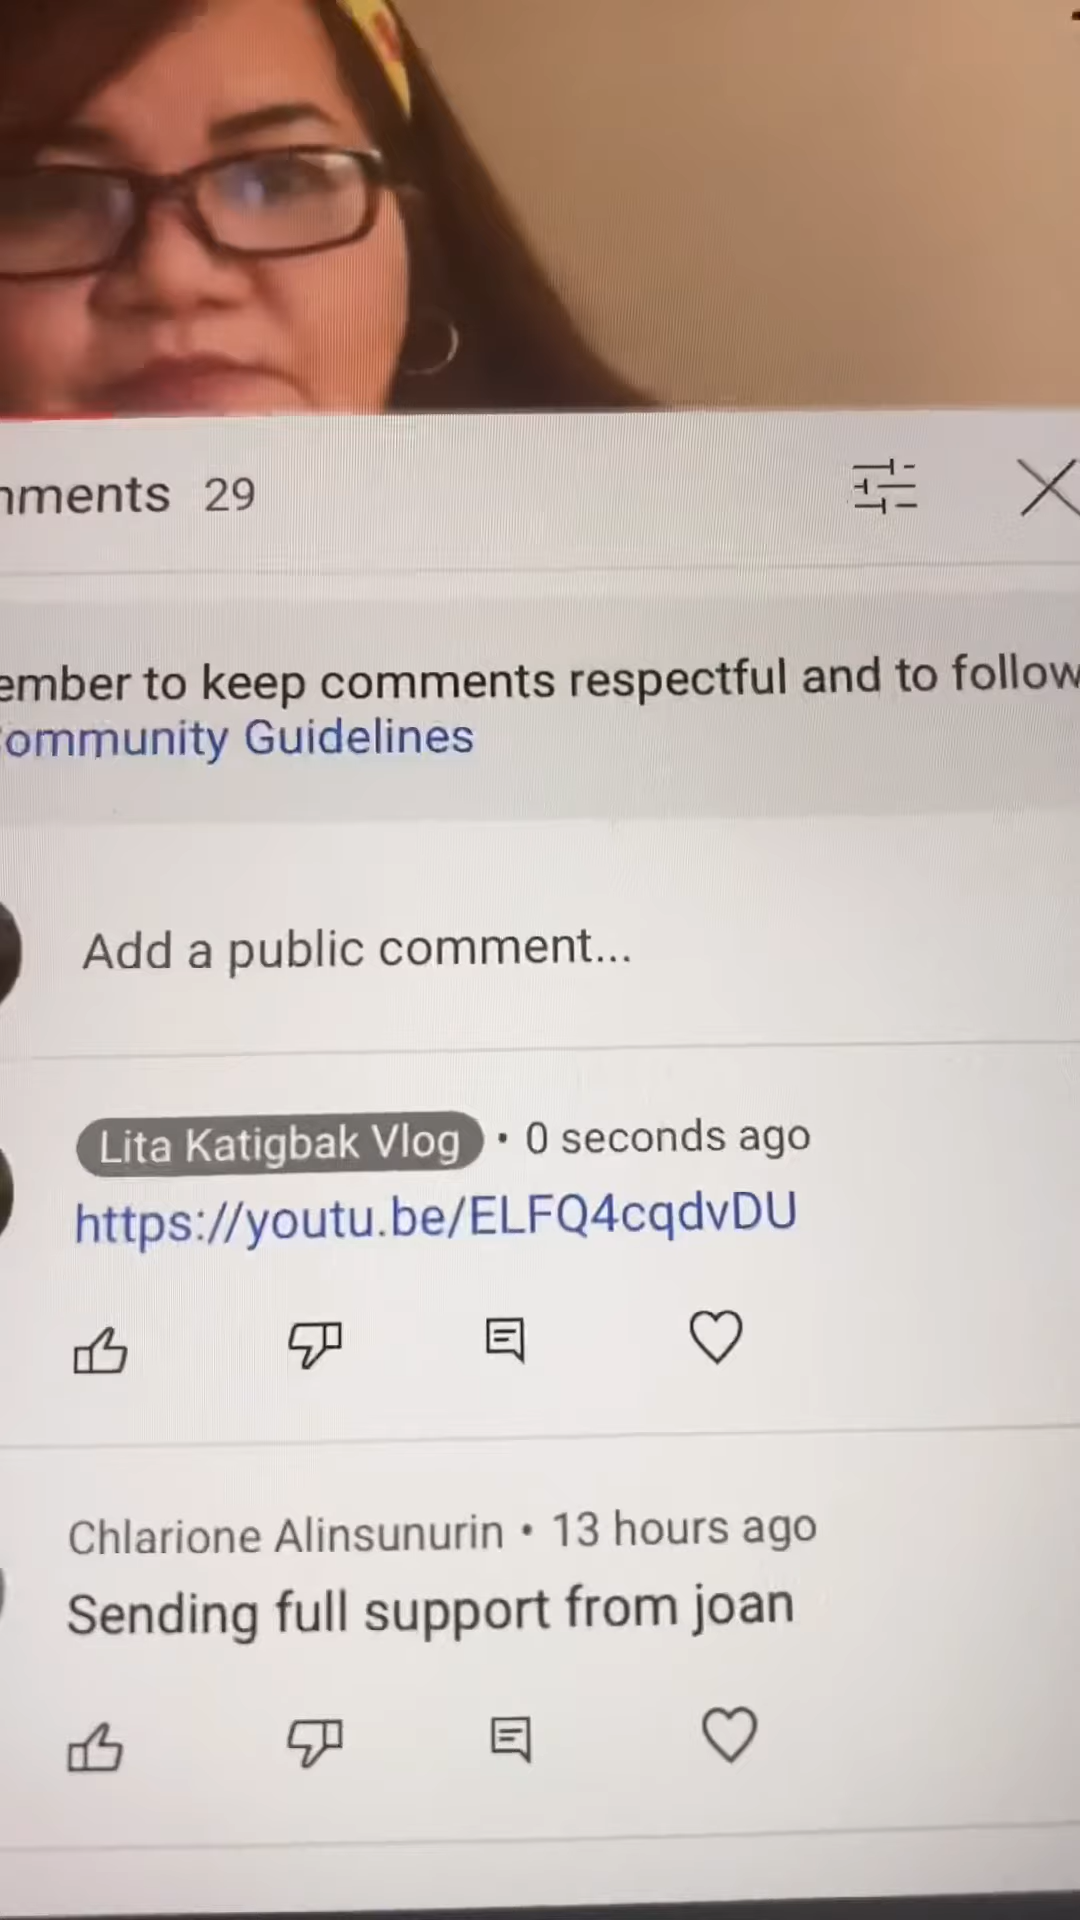 mments 29
ember to keep comments respectful and to follow
ommunity Guidelines
Add a public comment...
Lita Katigbak Vlog • 0 seconds ago
https://youtu.be/ELFQ4cqdvDU
Chlarione Alinsunurin • 13 hours ago
Sending full support from joan